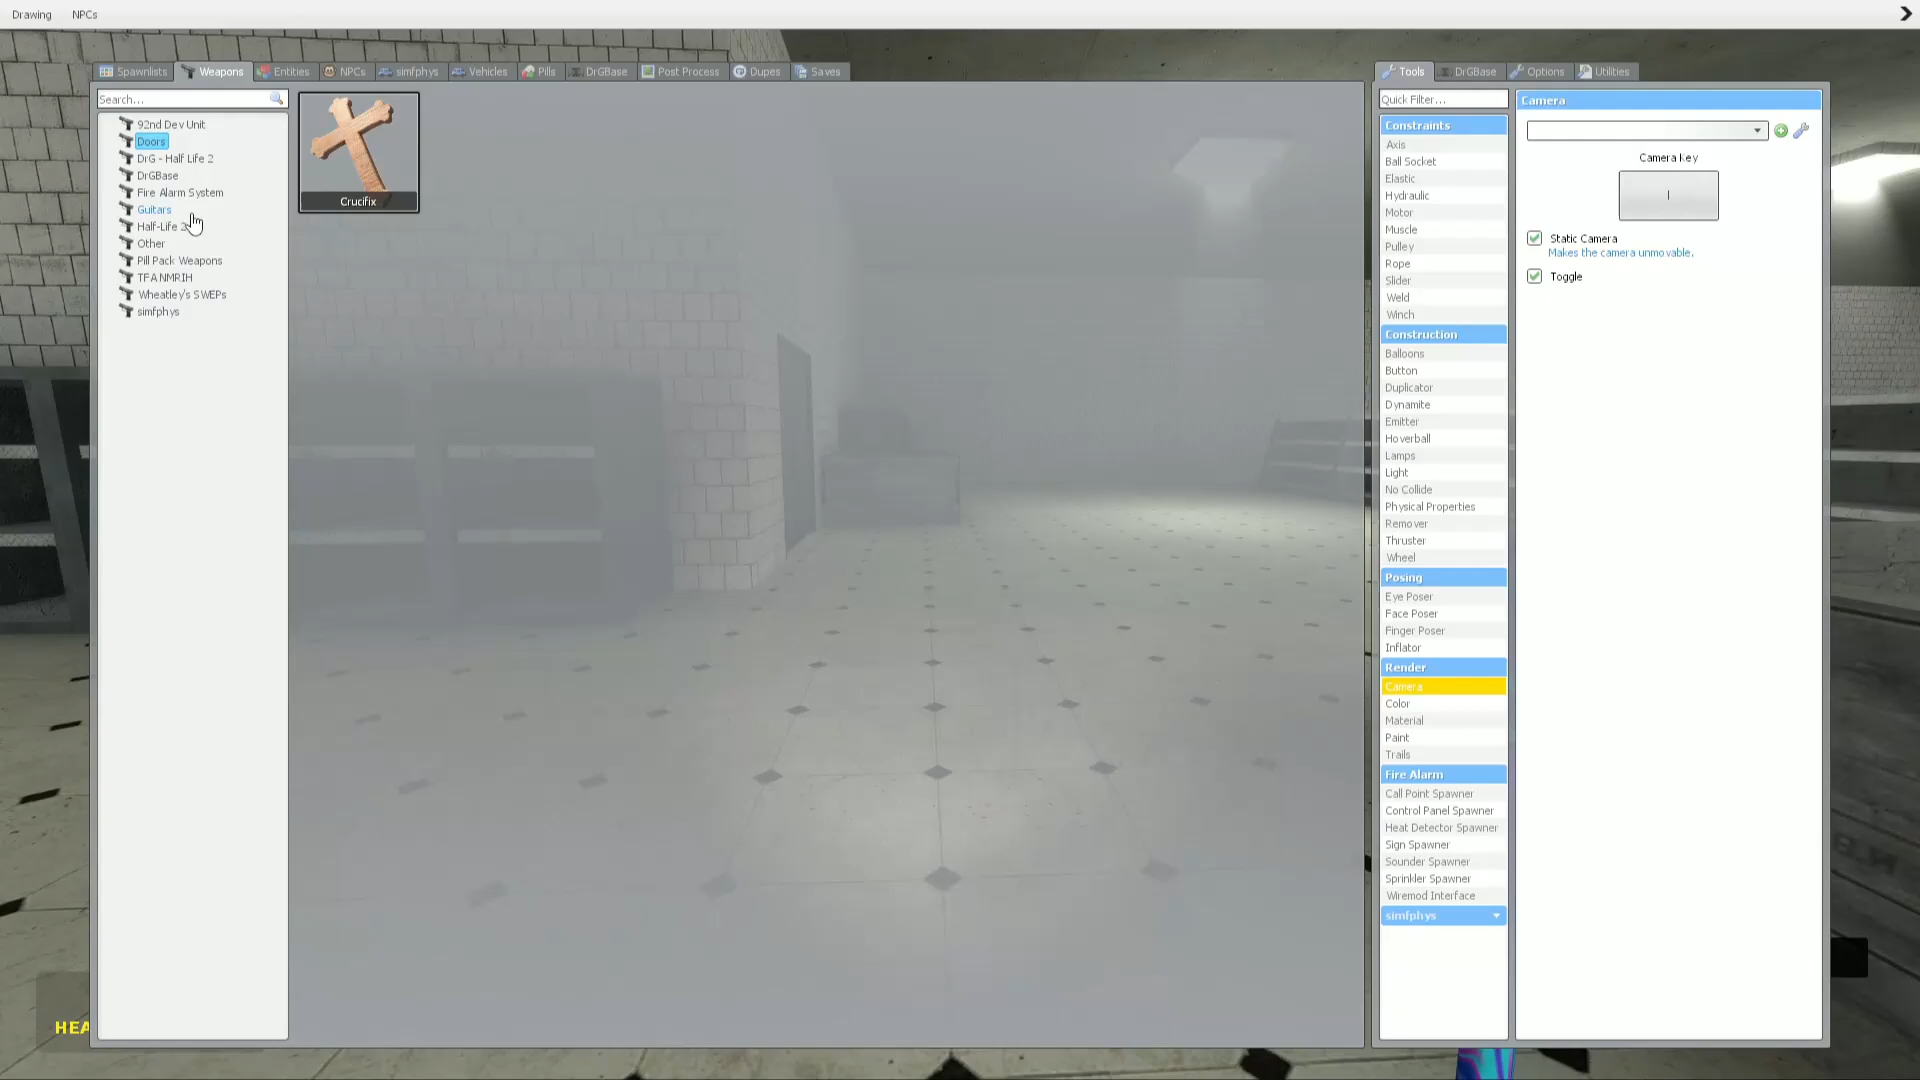 Drawing NPCs
Spawnlists Weapons Entities NPCs simfphys Vehicles Pills DrGBase Post Process Dupes Saves
Search...
92nd Dev Unit
Doors
DrG - Half Life 2
DrGBase
Fire Alarm System
Guitars
Half-Life 2
Other
Pill Pack Weapons
TFA NMRIH
Wheatley's SWEPs
simfphys
Crucifix
Tools DrGBase Options Utilities
Quick Filter...
Constraints
Axis
Ball Socket
Elastic
Hydraulic
Motor
Muscle
Pulley
Rope
Slider
Weld
Winch
Construction
Balloons
Button
Duplicator
Dynamite
Emitter
Hoverball
Lamps
Light
No Collide
Physical Properties
Remover
Thruster
Wheel
Posing
Eye Poser
Face Poser
Finger Poser
Inflator
Render
Camera
Color
Material
Paint
Trails
Fire Alarm
Call Point Spawner
Control Panel Spawner
Heat Detector Spawner
Sign Spawner
Sounder Spawner
Sprinkler Spawner
Wiremod Interface
simfphys
Camera
Camera Key
Static Camera
Makes the camera unmovable.
Toggle
HEA